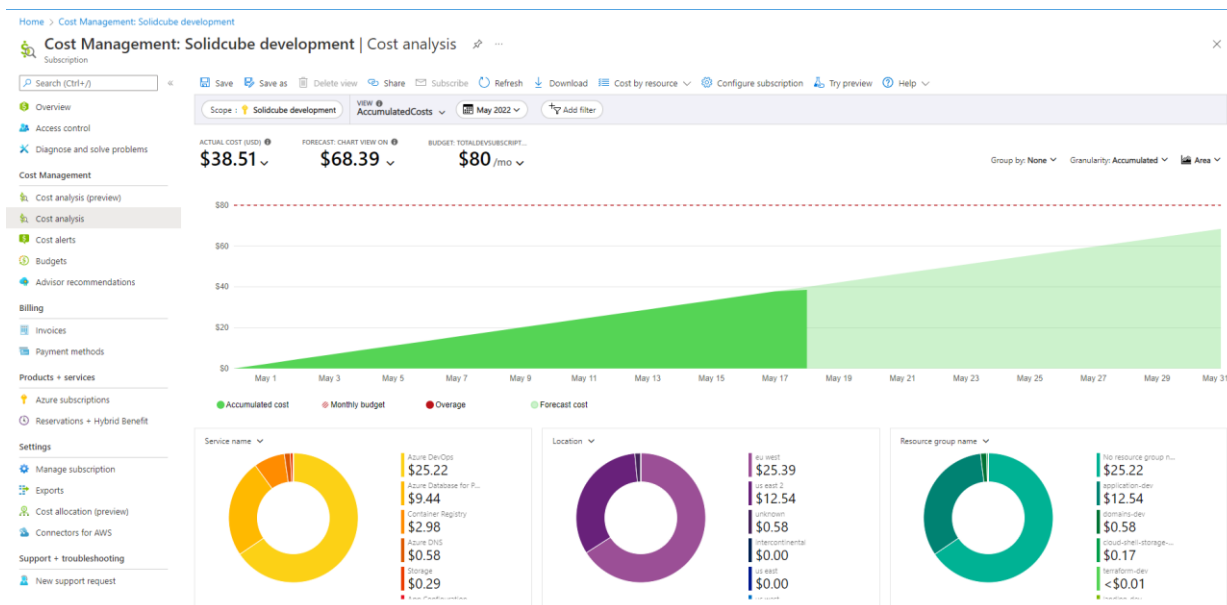 Home > Cost Management: Solidcube development
Cost Management: Solidcube development | Cost analysis
Subscription
Search (Ctrl+/)
Overview
Access control
Diagnose and solve problems
Cost Management
Cost analysis (preview)
Cost analysis
Cost alerts
Budgets
Advisor recommendations
Billing
Invoices
Payment methods
Products + services
Azure subscriptions
Reservations + Hybrid Benefit
Settings
Manage subscription
Exports
Cost allocation (preview)
Connectors for AWS
Support + troubleshooting
New support request
Save Save as Delete view Share Subscribe Refresh Download Cost by resource Configure subscription Try preview Help
Scope : Solidcube development VIEW AccumulatedCosts May 2022 Add filter
ACTUAL COST (USD) FORECAST: CHART VIEW ON BUDGET: TOTALDEVSUBSCRIPT...
$38.51 $68.39 $80 /mo
Group by: None Granularity: Accumulated Area
$80
$60
$40
$20
$0
May 1 May 3 May 5 May 7 May 9 May 11 May 13 May 15 May 17 May 19 May 21 May 23 May 25 May 27 May 29 May 31
Accumulated cost Monthly budget Overage Forecast cost
Service name
Azure DevOps
$25.22
Azure Database for P...
$9.44
Container Registry
$2.98
Azure DNS
$0.58
Storage
$0.29
App Configuration
Location
eu west
$25.39
us east 2
$12.54
unknown
$0.58
intercontinental
$0.00
us east
$0.00
us west
Resource group name
No resource group n...
$25.22
application-dev
$12.54
domains-dev
$0.58
cloud-shell-storage-...
$0.17
terraform-dev
<$0.01